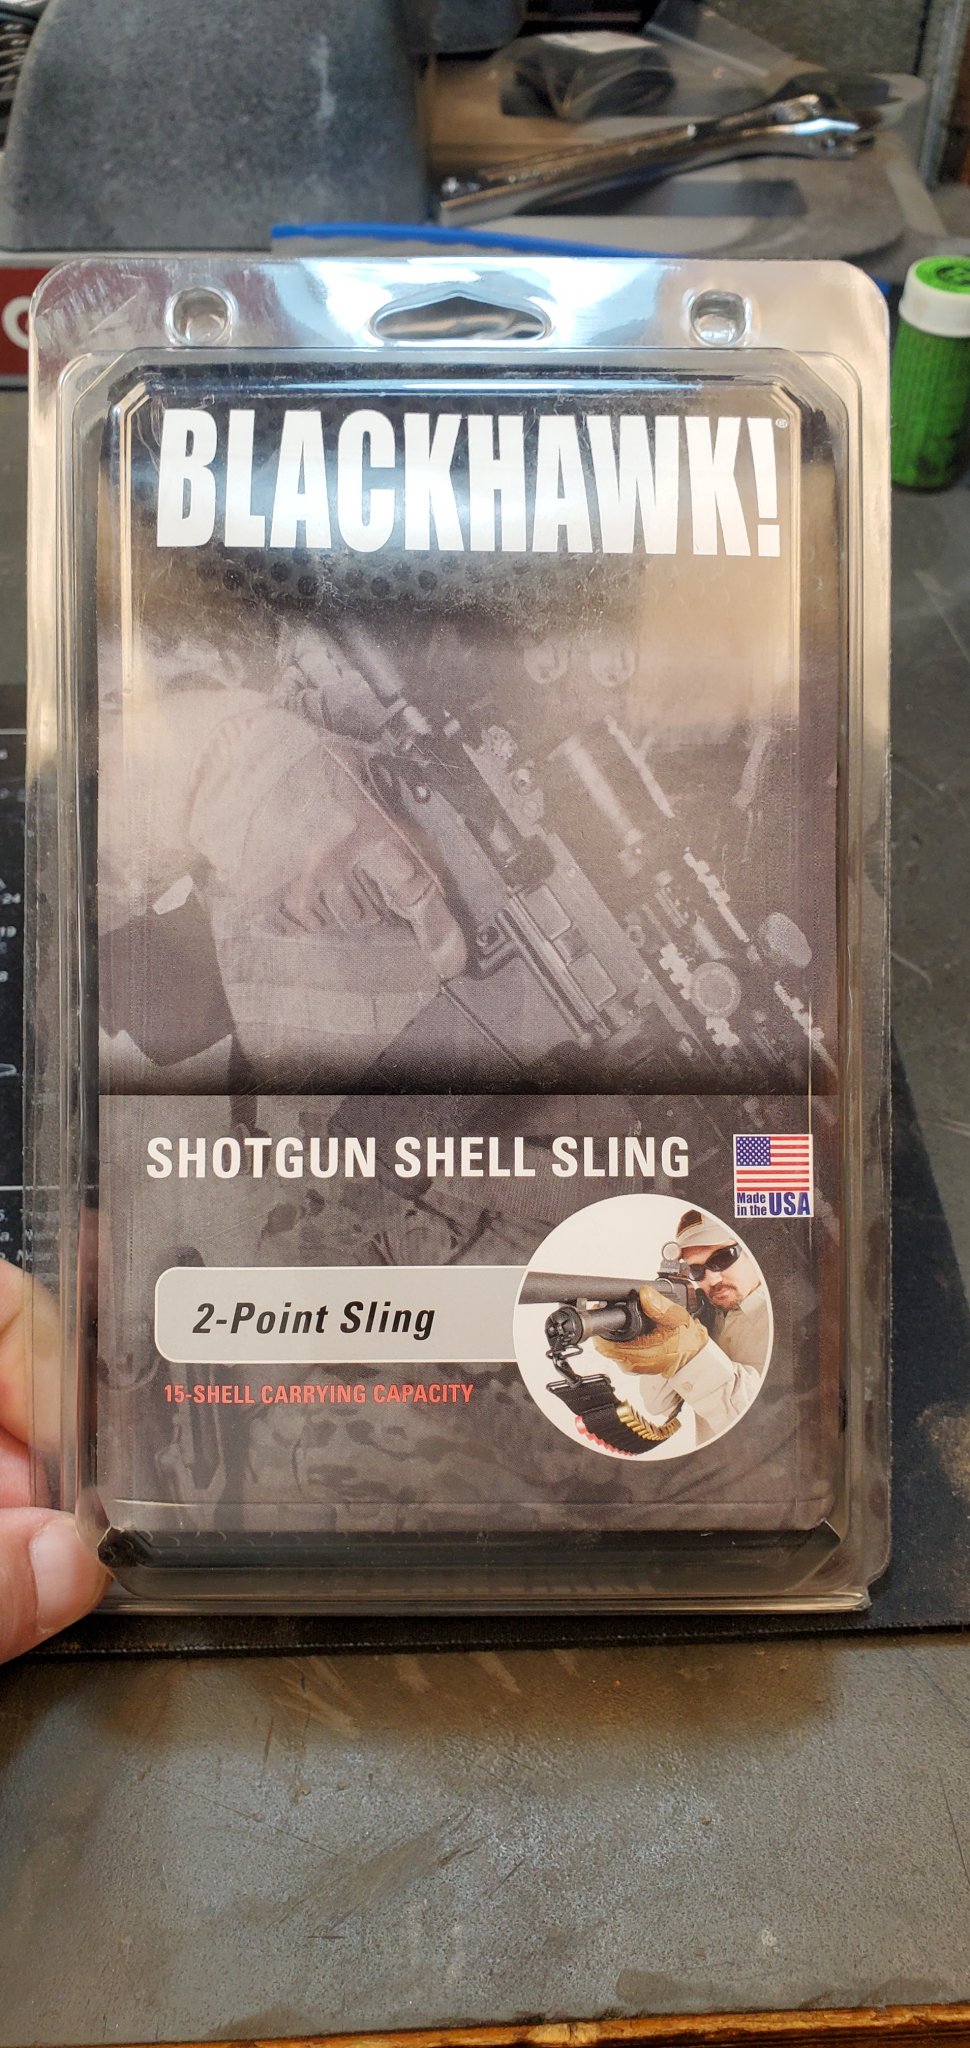 BLACKHAWK!®
SHOTGUN SHELL SLING
Made
in the USA
2-Point Sling
15-SHELL CARRYING CAPACITY